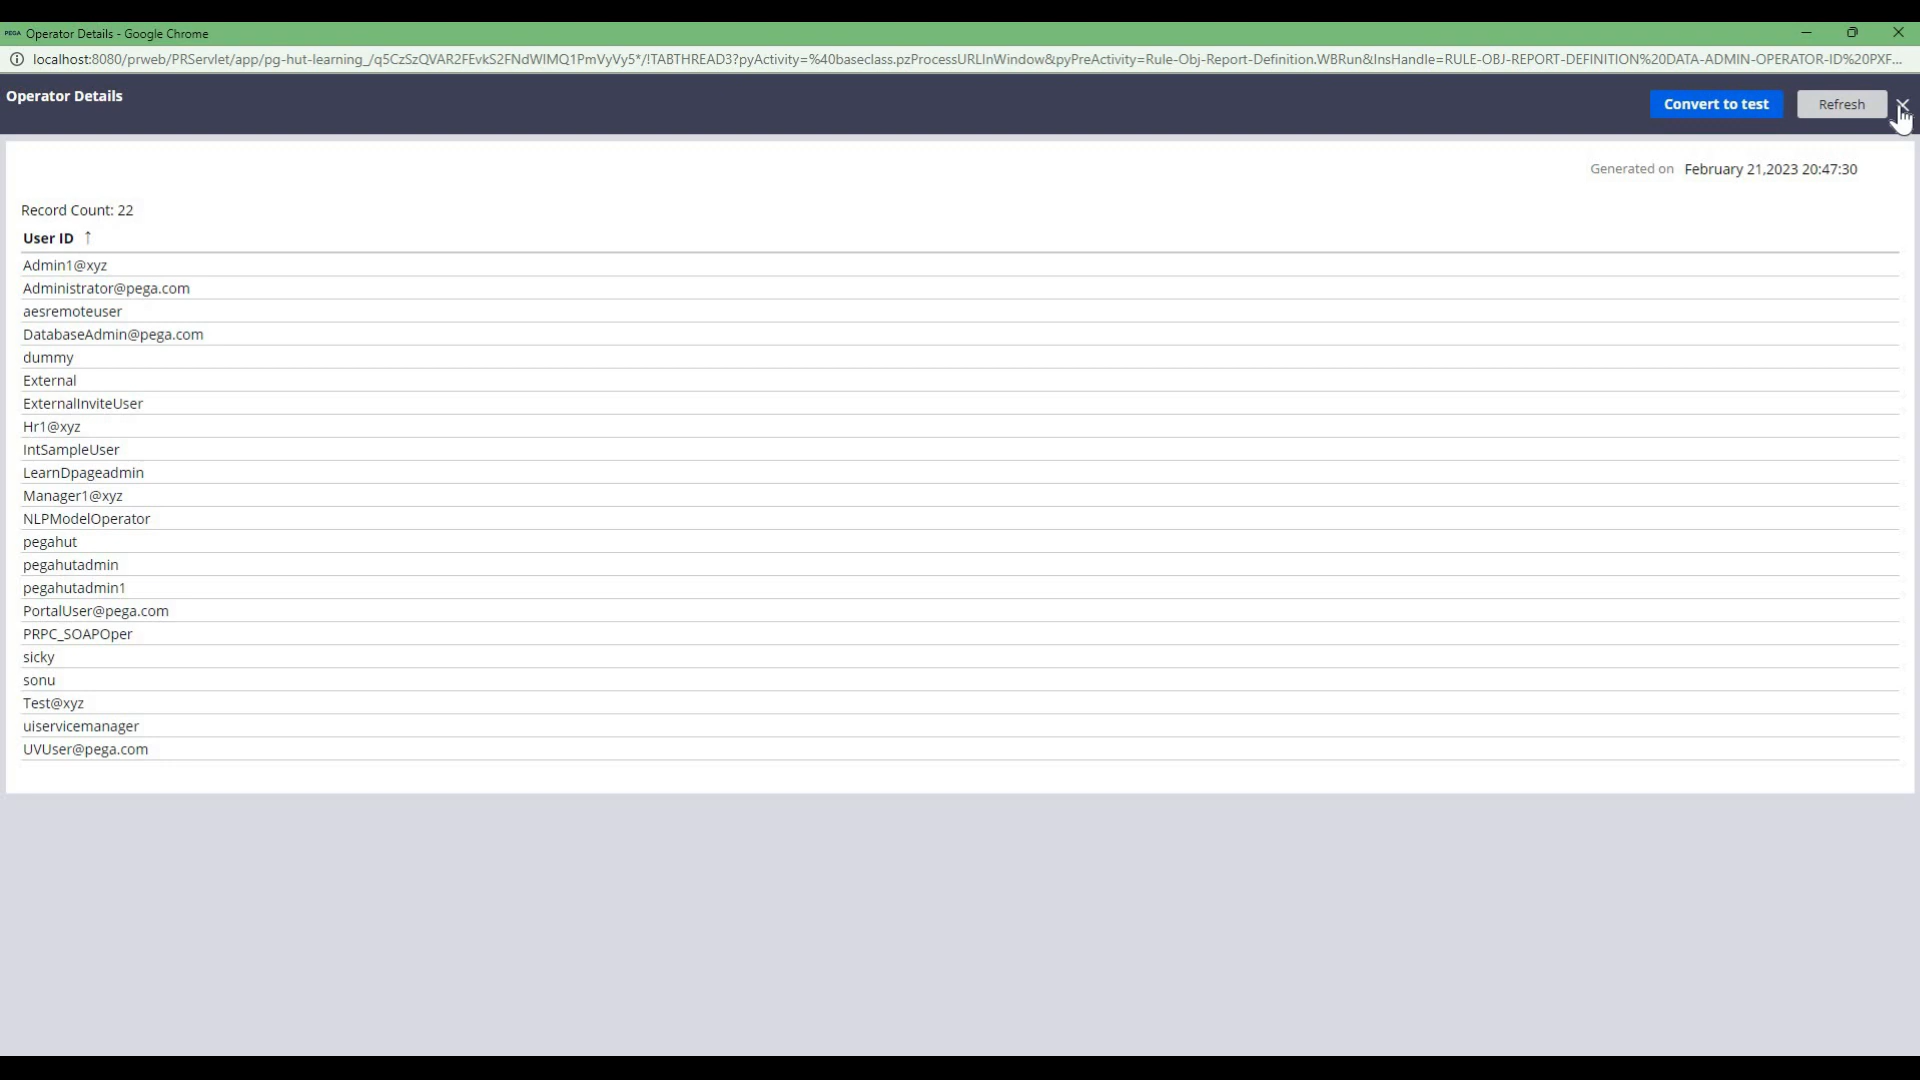 PEGA Operator Details - Google Chrome
localhost:8080/prweb/PRServlet/app/pg-hut-learning_/q5CzSzQVAR2FEvkS2FNdWlMQ1PmVyVy5*/!TABTHREAD3?pyActivity=%40baseclass.pzProcessURLInWindow&pyPreActivity=Rule-Obj-Report-Definition.WBRun&InsHandle=RULE-OBJ-REPORT-DEFINITION%20DATA-ADMIN-OPERATOR-ID%20PXF...
Operator Details
Convert to test
Refresh
Generated on February 21,2023 20:47:30
Record Count: 22
User ID ↑
Admin1@xyz
Administrator@pega.com
aesremoteuser
DatabaseAdmin@pega.com
dummy
External
ExternalInviteUser
Hr1@xyz
IntSampleUser
LearnDpageadmin
Manager1@xyz
NLPModelOperator
pegahut
pegahutadmin
pegahutadmin1
PortalUser@pega.com
PRPC_SOAPOper
sicky
sonu
Test@xyz
uiservicemanager
UVUser@pega.com